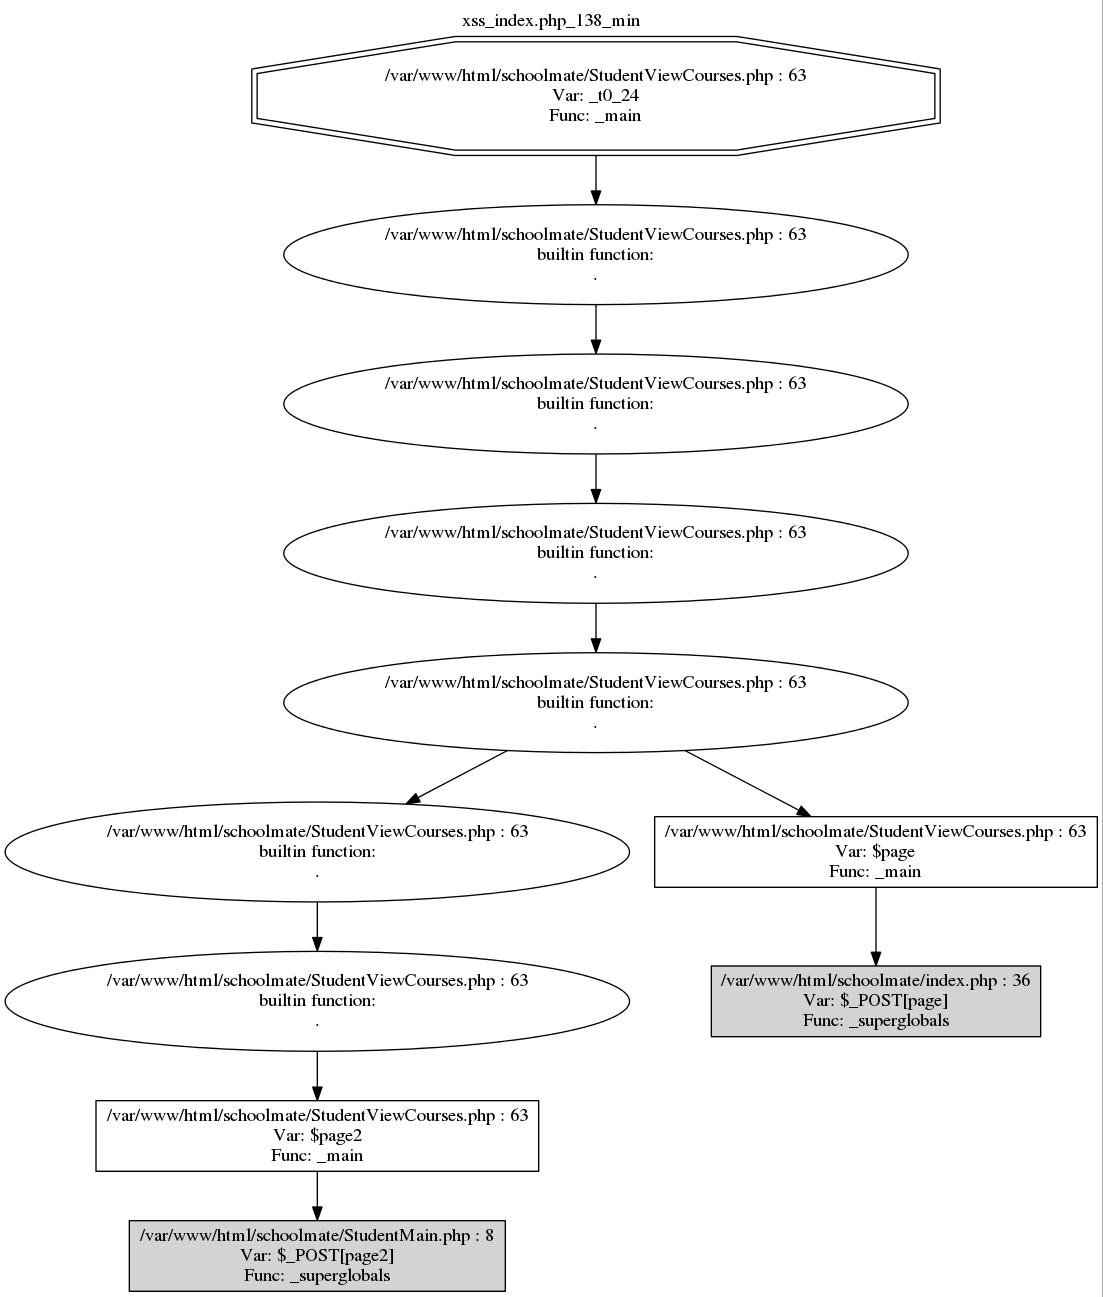 xss_index.php_138_min
/var/www/html/schoolmate/StudentViewCourses.php : 63
Var: _t0_24
Func: _main
/var/www/html/schoolmate/StudentViewCourses.php : 63
builtin function:
.
/var/www/html/schoolmate/StudentViewCourses.php : 63
builtin function:
.
/var/www/html/schoolmate/StudentViewCourses.php : 63
builtin function:
.
/var/www/html/schoolmate/StudentViewCourses.php : 63
builtin function:
.
/var/www/html/schoolmate/StudentViewCourses.php : 63
builtin function:
.
/var/www/html/schoolmate/StudentViewCourses.php : 63
Var: $page
Func: _main
/var/www/html/schoolmate/StudentViewCourses.php : 63
builtin function:
.
/var/www/html/schoolmate/index.php : 36
Var: $_POST[page]
Func: _superglobals
/var/www/html/schoolmate/StudentViewCourses.php : 63
Var: $page2
Func: _main
/var/www/html/schoolmate/StudentMain.php : 8
Var: $_POST[page2]
Func: _superglobals